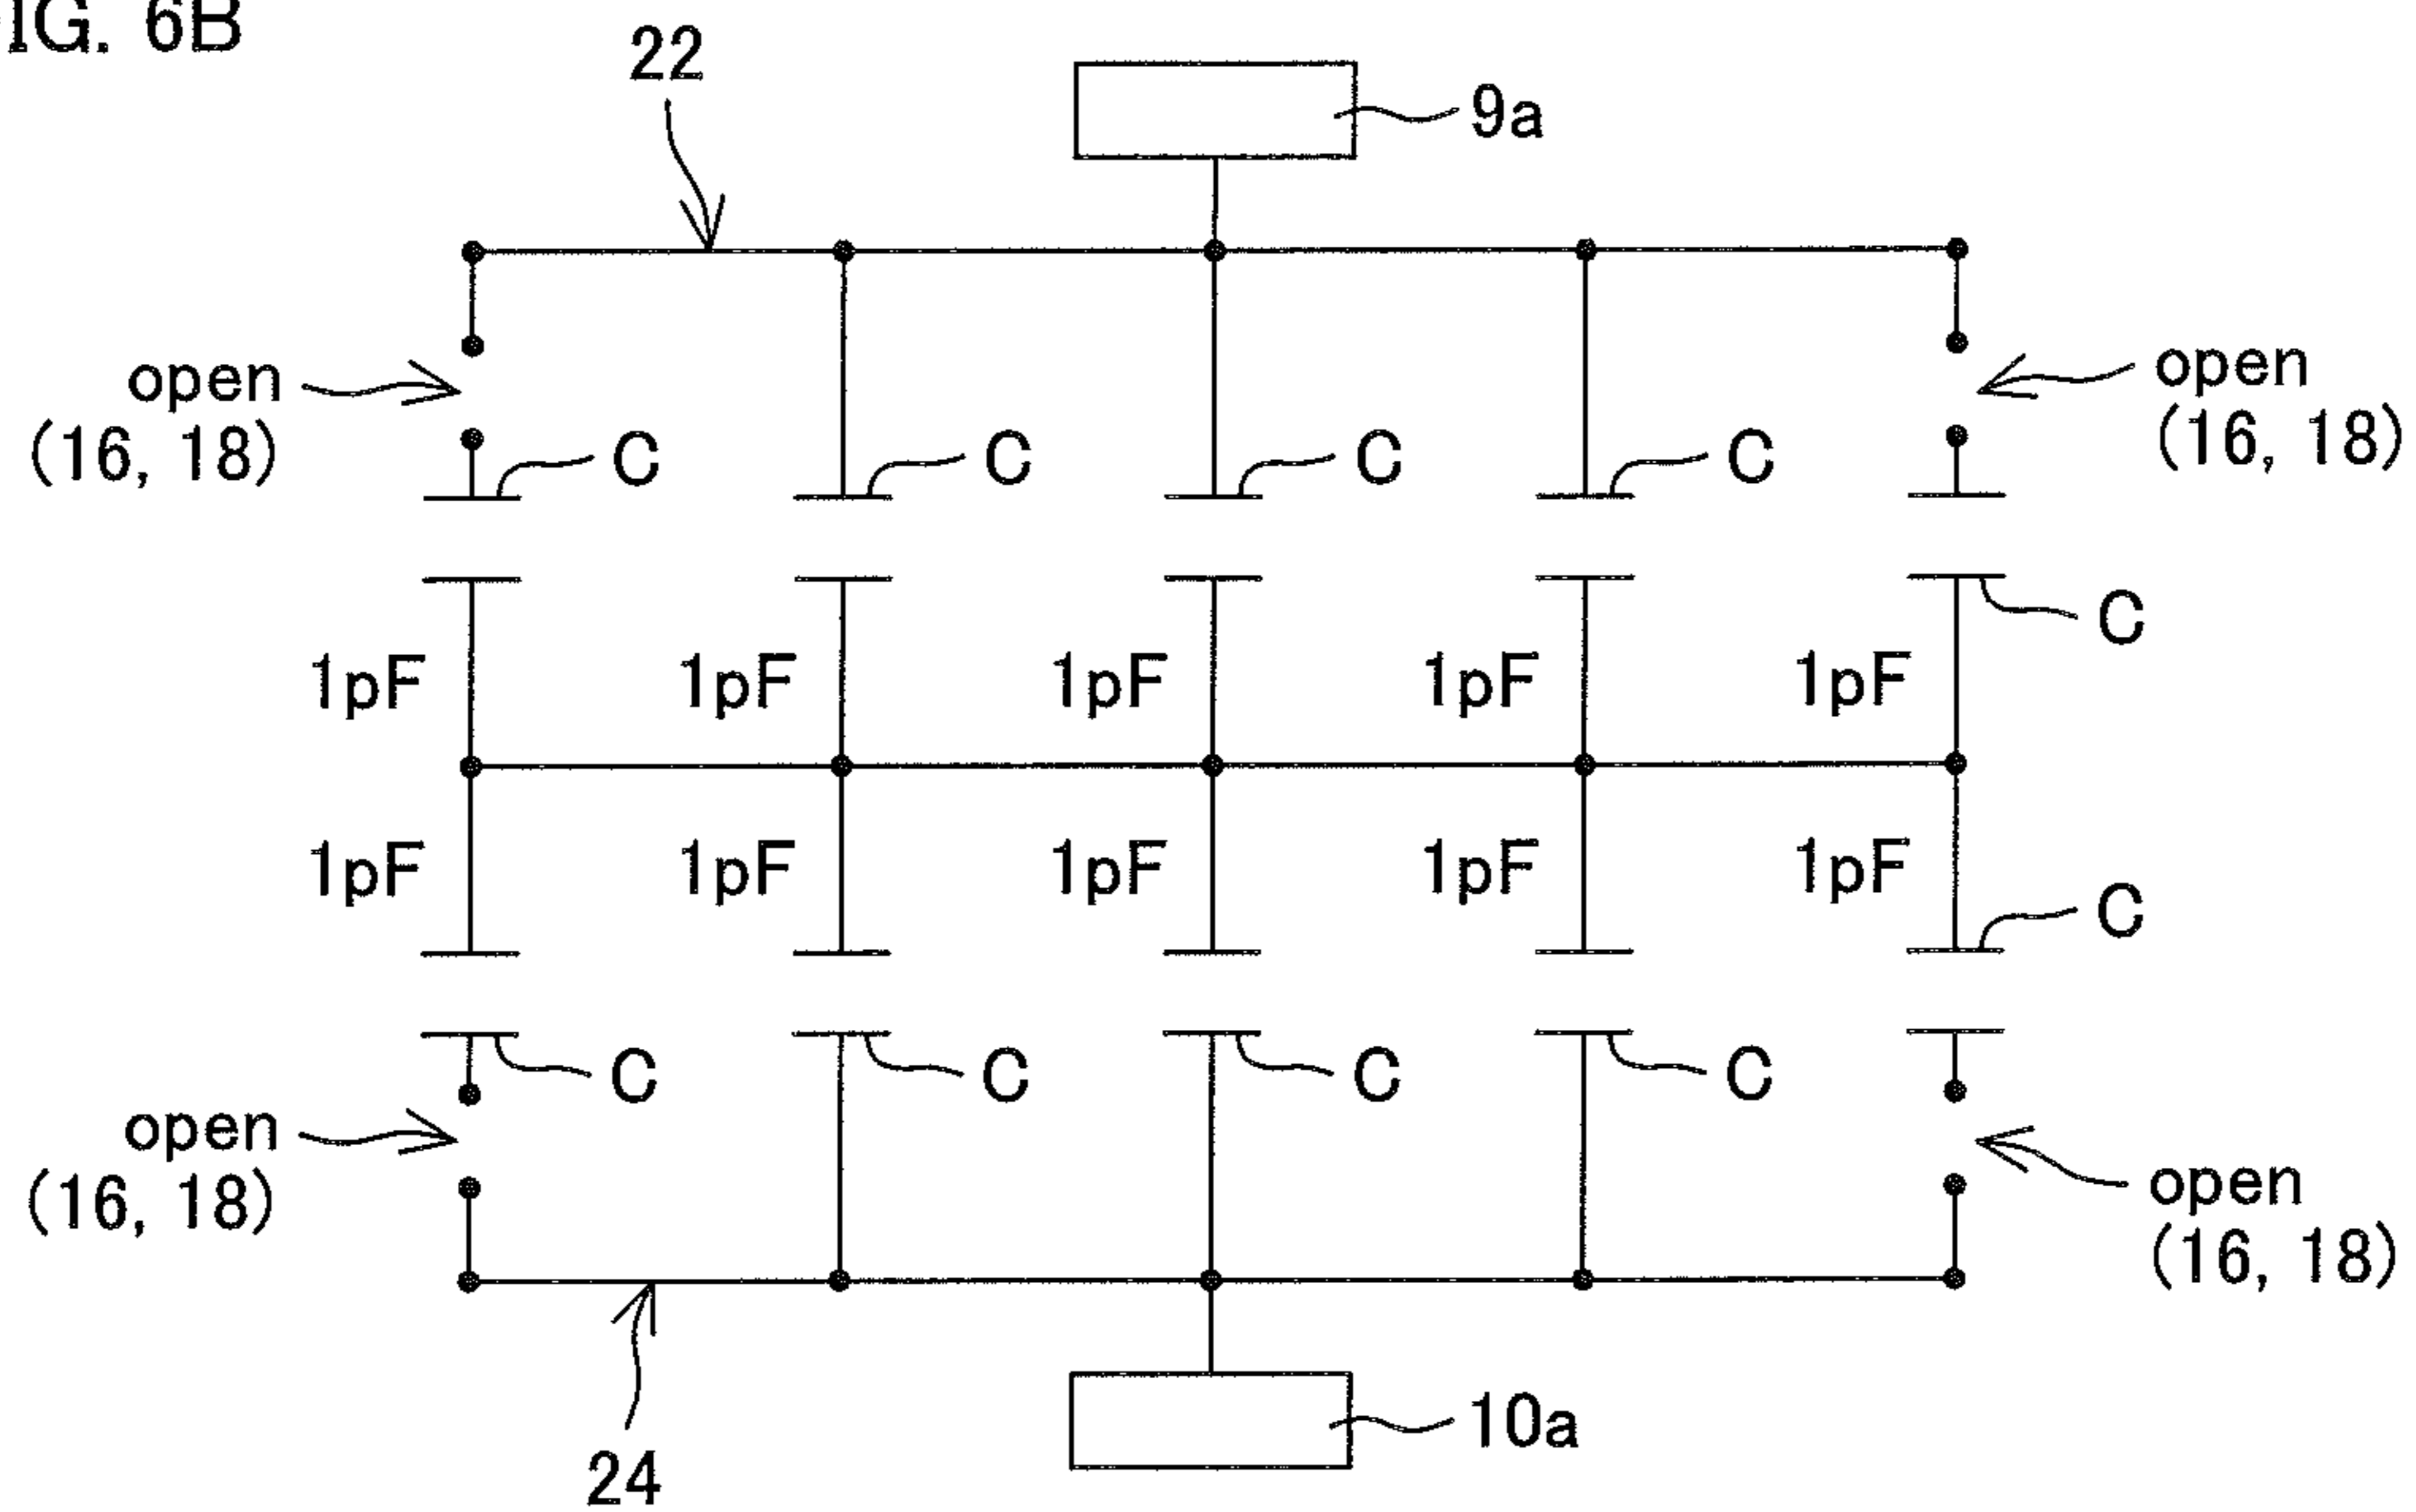 IG. 6B
22
9a
open
(16, 18)
C
C
C
C
open
(16, 18)
C
1pF
1pF
1pF
1pF
1pF
1pF
1pF
1pF
1pF
1pF
C
C
C
C
C
open
(16, 18)
open
(16, 18)
10a
24